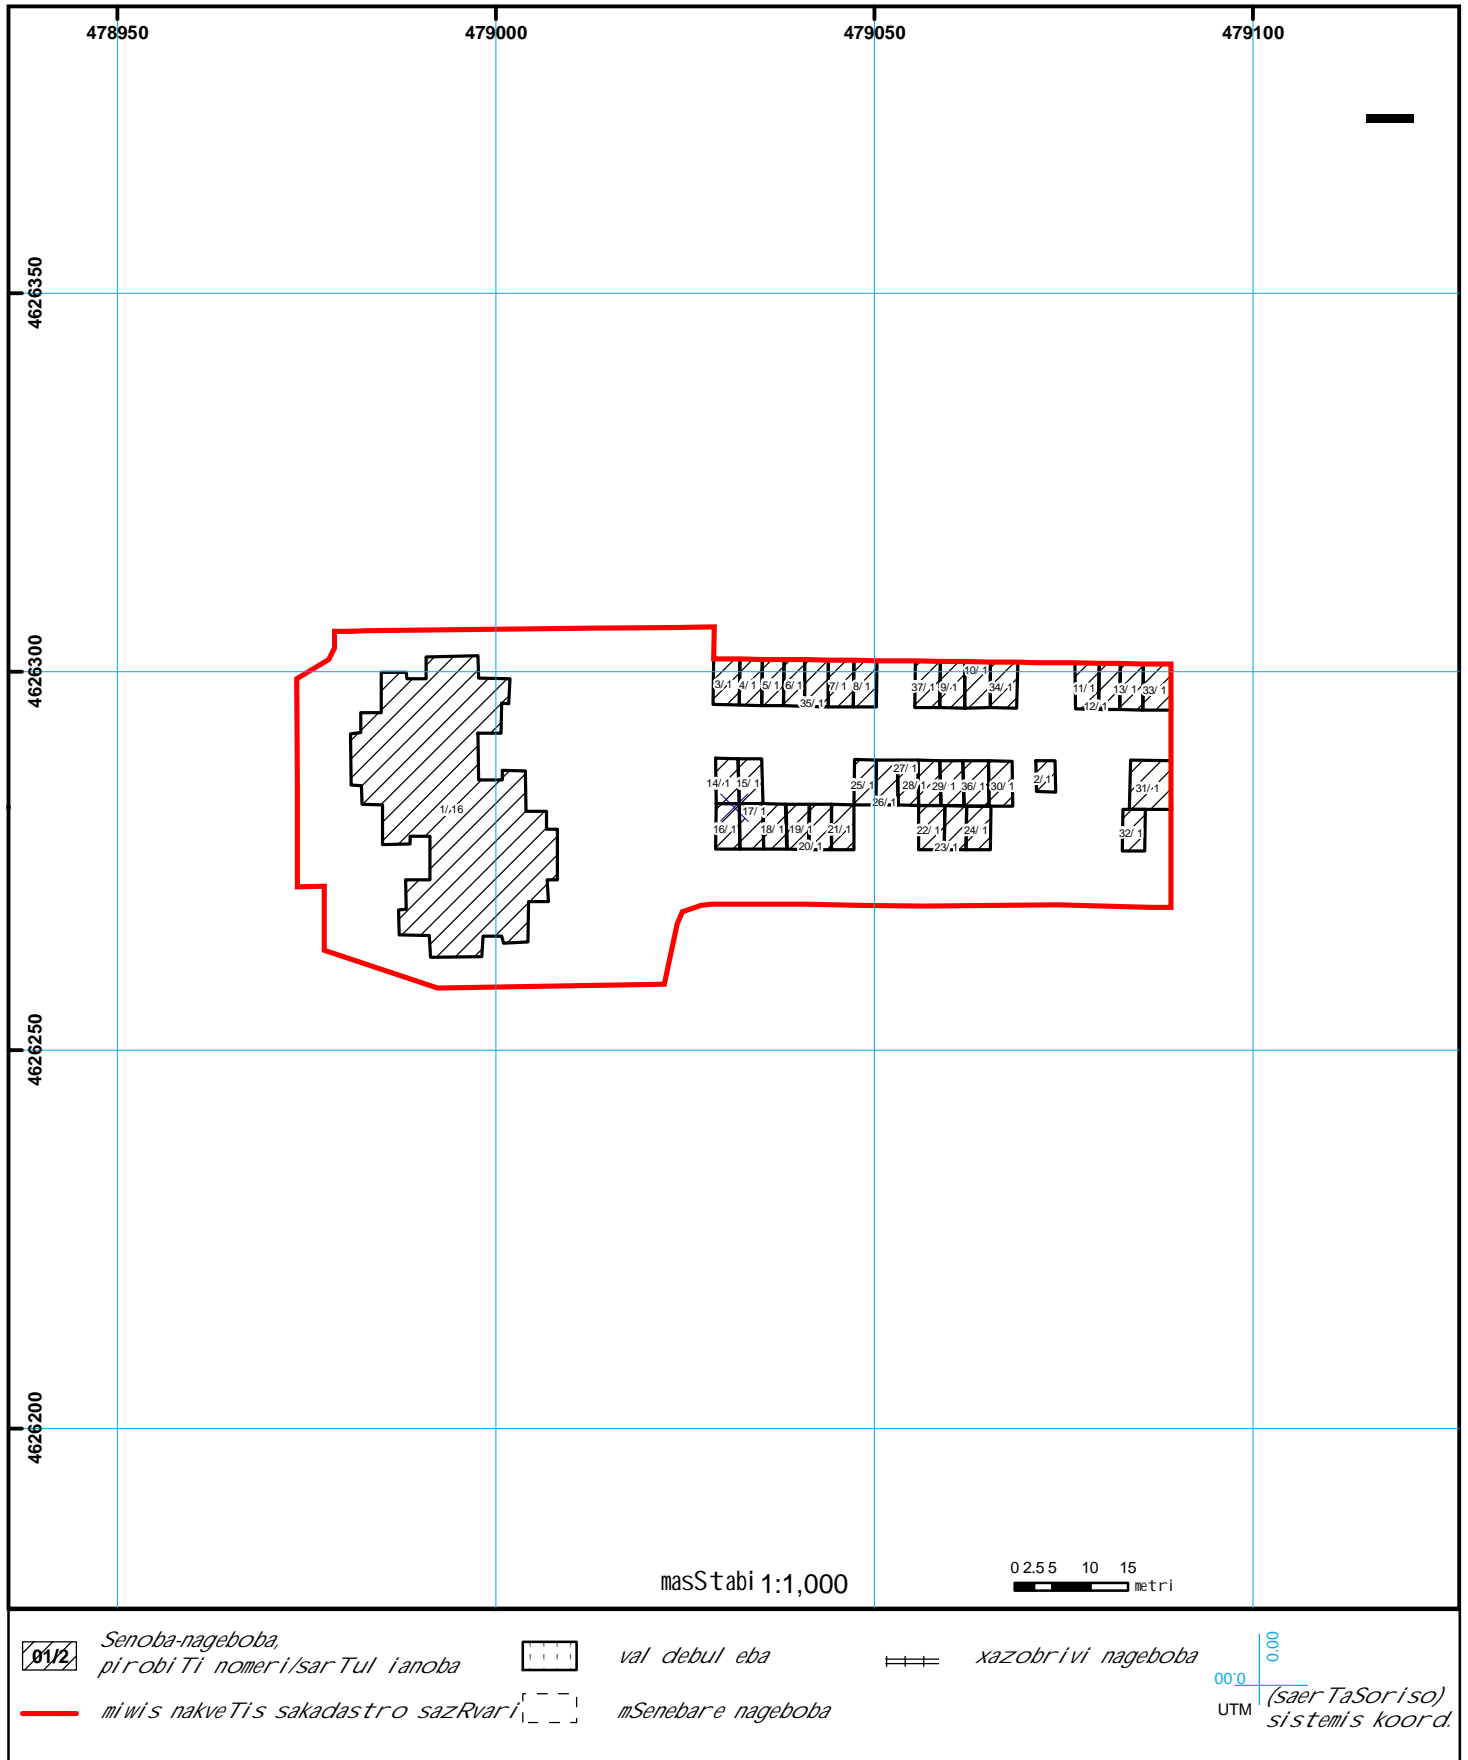 478950 479000 479050 479100
4626350
4626300
4626250
4626200
3/1 4/1 5/1 6/1 35/1 7/1 8/1 37/1 9/1 10/1 34/1 11/1 12/1 13/1 33/1
14/1 15/1 25/1 26/1 27/1 28/1 29/1 36/1 30/1 2/1 31/1
1/16
16/1 17/1 18/1 19/1 20/1 21/1 22/1 23/1 24/1 32/1
masStabi 1:1,000
0 2.5 5 10 15
metri
01/2
Senoba-nageboba,
pirobiTi nomeri/sarTulianoba
valdebuleba
xazobrivi nageboba
miwis nakveTis sakadastro sazRvari
mSenebare nageboba
00.0
00.0
UTM
(saerTaSoriso)
sistemis koord.